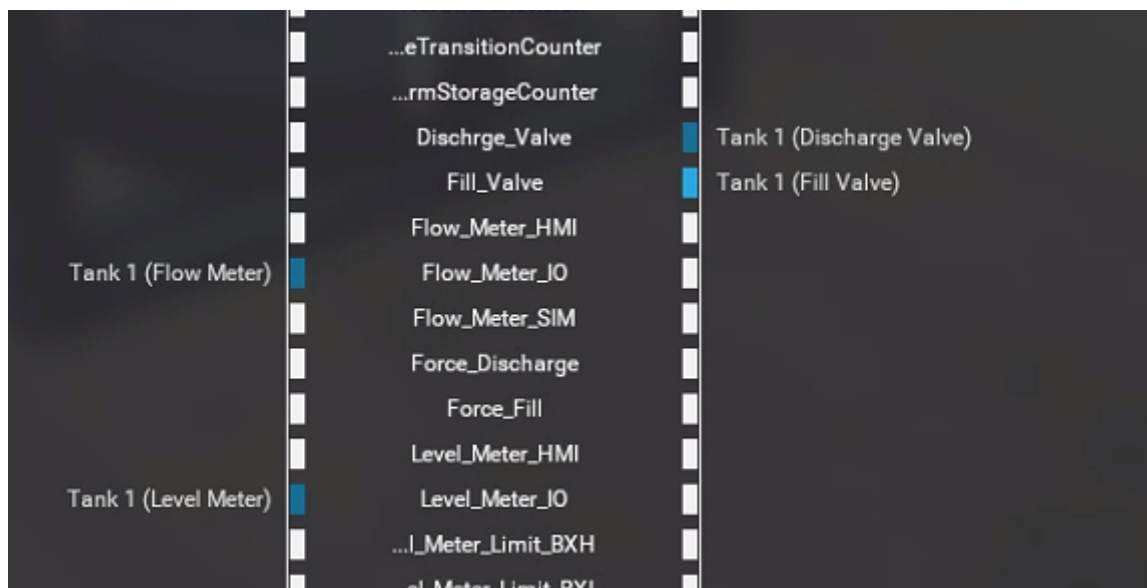 ...eTransitionCounter
...rmStorageCounter
Dischrge_Valve Tank 1 (Discharge Valve)
Fill_Valve Tank 1 (Fill Valve)
Flow_Meter_HMI
Tank 1 (Flow Meter) Flow_Meter_IO
Flow_Meter_SIM
Force_Discharge
Force_Fill
Level_Meter_HMI
Tank 1 (Level Meter) Level_Meter_IO
...l_Meter_Limit_BXH